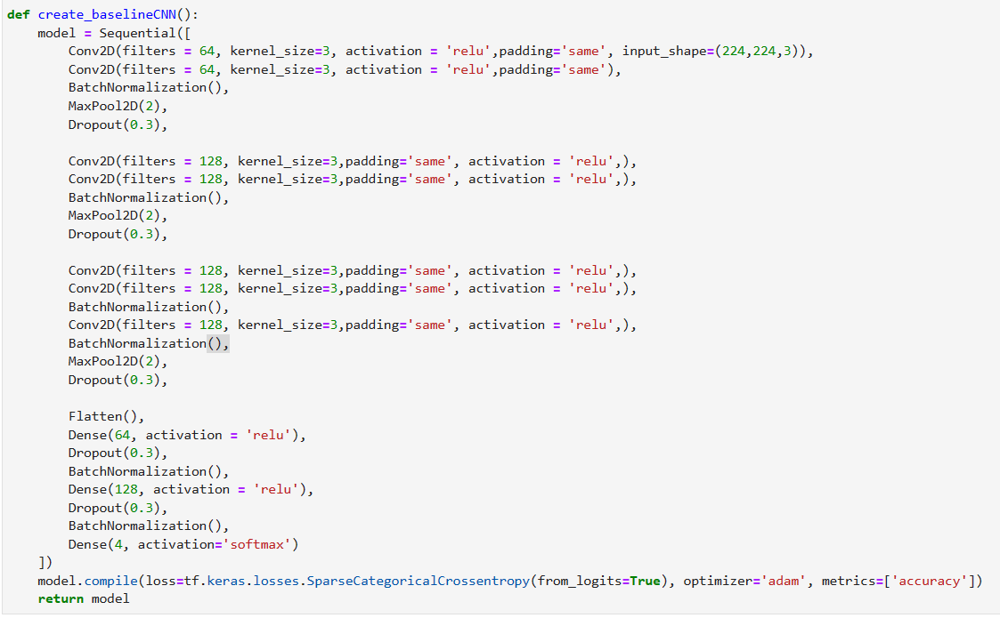 def create_baselineCNN():
    model = Sequential([
        Conv2D(filters = 64, kernel_size=3, activation = 'relu',padding='same', input_shape=(224,224,3)),
        Conv2D(filters = 64, kernel_size=3, activation = 'relu',padding='same'),
        BatchNormalization(),
        MaxPool2D(2),
        Dropout(0.3),

        Conv2D(filters = 128, kernel_size=3,padding='same', activation = 'relu',),
        Conv2D(filters = 128, kernel_size=3,padding='same', activation = 'relu',),
        BatchNormalization(),
        MaxPool2D(2),
        Dropout(0.3),

        Conv2D(filters = 128, kernel_size=3,padding='same', activation = 'relu',),
        Conv2D(filters = 128, kernel_size=3,padding='same', activation = 'relu',),
        BatchNormalization(),
        Conv2D(filters = 128, kernel_size=3,padding='same', activation = 'relu',),
        BatchNormalization(),
        MaxPool2D(2),
        Dropout(0.3),

        Flatten(),
        Dense(64, activation = 'relu'),
        Dropout(0.3),
        BatchNormalization(),
        Dense(128, activation = 'relu'),
        Dropout(0.3),
        BatchNormalization(),
        Dense(4, activation='softmax')
    ])
    model.compile(loss=tf.keras.losses.SparseCategoricalCrossentropy(from_logits=True), optimizer='adam', metrics=['accuracy'])
    return model